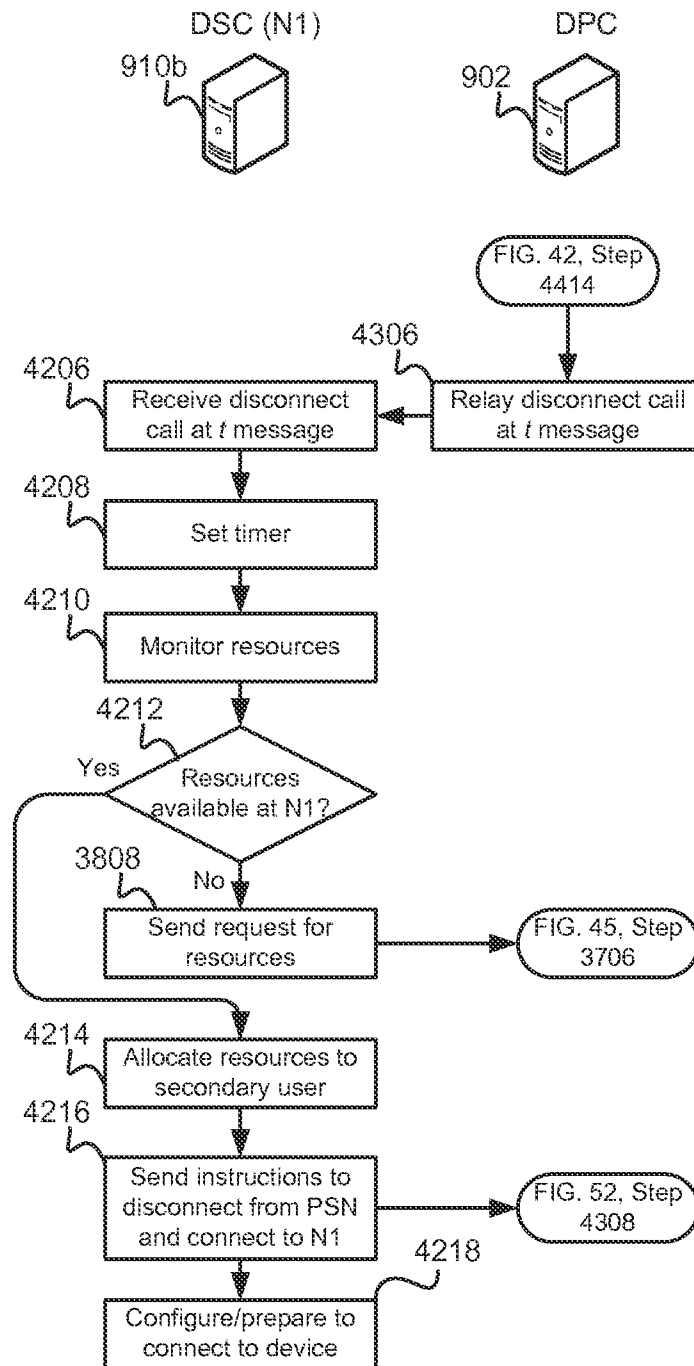 DSC (N1)
DPC
910b
902
FIG. 42, Step
4414
4306
4206
Receive disconnect
call at t message
Relay disconnect call
at t message
4208
Set timer
4210
Monitor resources
4212
Yes
Resources
available at N1?
3808
No
Send request for
resources
FIG. 45, Step
3706
4214
Allocate resources to
secondary user
4216
Send instructions to
disconnect from PSN
and connect to N1
FIG. 52, Step
4308
4218
Configure/prepare to
connect to device